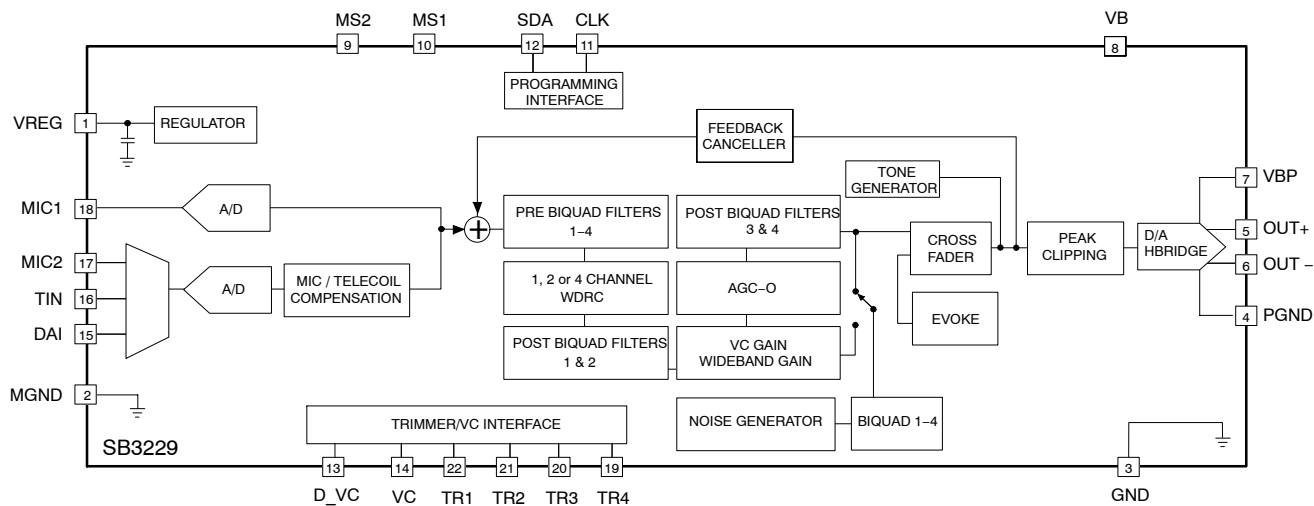 MS2
MS1
SDA
CLK
VB
9
10
12
11
8
PROGRAMMING
INTERFACE
VREG
1
REGULATOR
FEEDBACK
CANCELLER
TONE
GENERATOR
7
VBP
MIC1
18
A/D
PRE BIQUAD FILTERS
1–4
POST BIQUAD FILTERS
3 & 4
CROSS
FADER
PEAK
CLIPPING
D/A
HBRIDGE
5
OUT+
6
OUT –
MIC2
17
TIN
16
DAI
15
A/D
MIC / TELECOIL
COMPENSATION
1, 2 or 4 CHANNEL
WDRC
AGC–O
EVOKE
4
PGND
POST BIQUAD FILTERS
1 & 2
VC GAIN
WIDEBAND GAIN
MGND
2
NOISE GENERATOR
BIQUAD 1–4
TRIMMER/VC INTERFACE
SB3229
13
14
22
21
20
19
3
D_VC
VC
TR1
TR2
TR3
TR4
GND